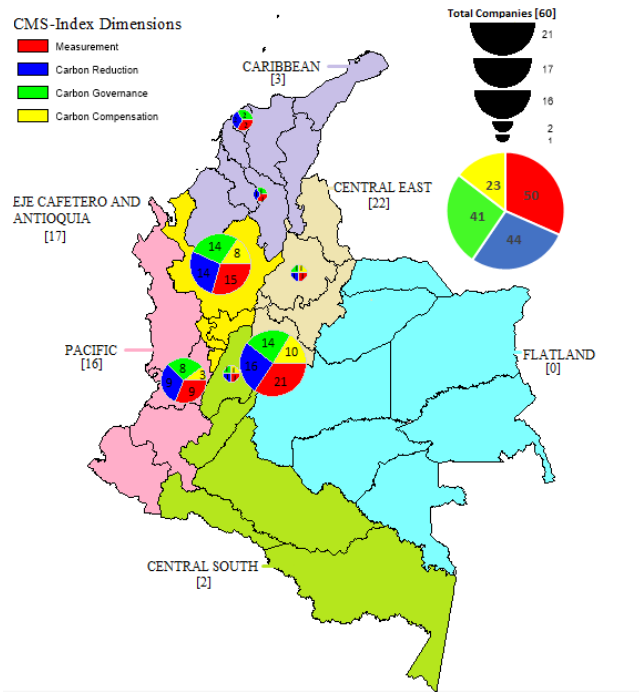 CMS-Index Dimensions
Measurement
Carbon Reduction
Carbon Governance
Carbon Compensation
Total Companies [60]
21
17
16
2
1
23
50
41
44
CARIBBEAN
[3]
EJE CAFETERO AND
ANTIOQUIA
[17]
CENTRAL EAST
[22]
14
8
14
15
PACIFIC
[16]
8
3
9
9
14
10
16
21
FLATLAND
[0]
CENTRAL SOUTH
[2]